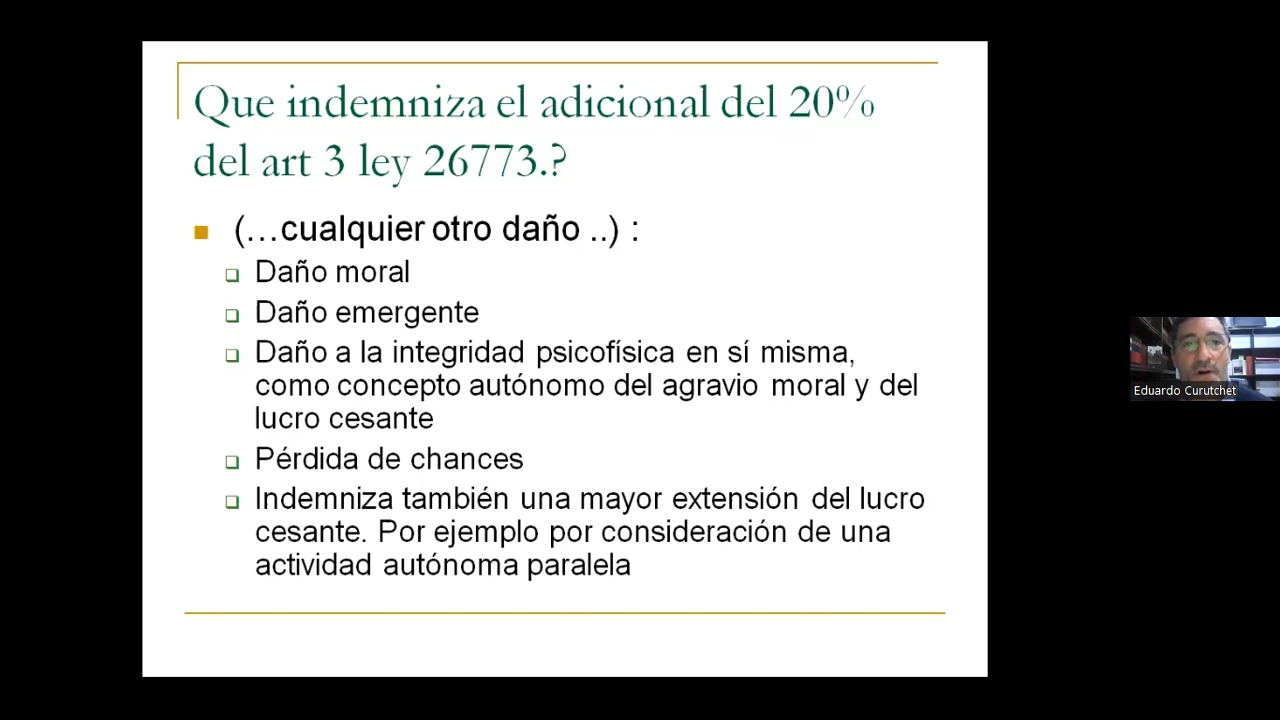 Que indemniza el adicional del 20%
del art 3 ley 26773.?
(…cualquier otro daño ..) :
Daño moral
Daño emergente
Daño a la integridad psicofísica en sí misma,
como concepto autónomo del agravio moral y del
lucro cesante
Pérdida de chances
Indemniza también una mayor extensión del lucro
cesante. Por ejemplo por consideración de una
actividad autónoma paralela
Eduardo Curutchet